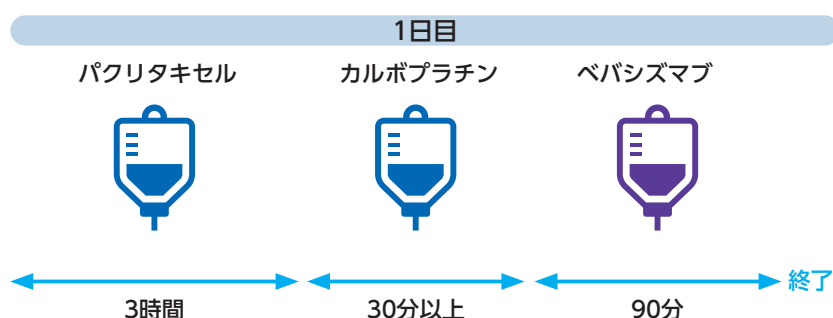 1日目
パクリタキセル
カルボプラチン
ベバシズマブ
3時間
30分以上
90分
終了